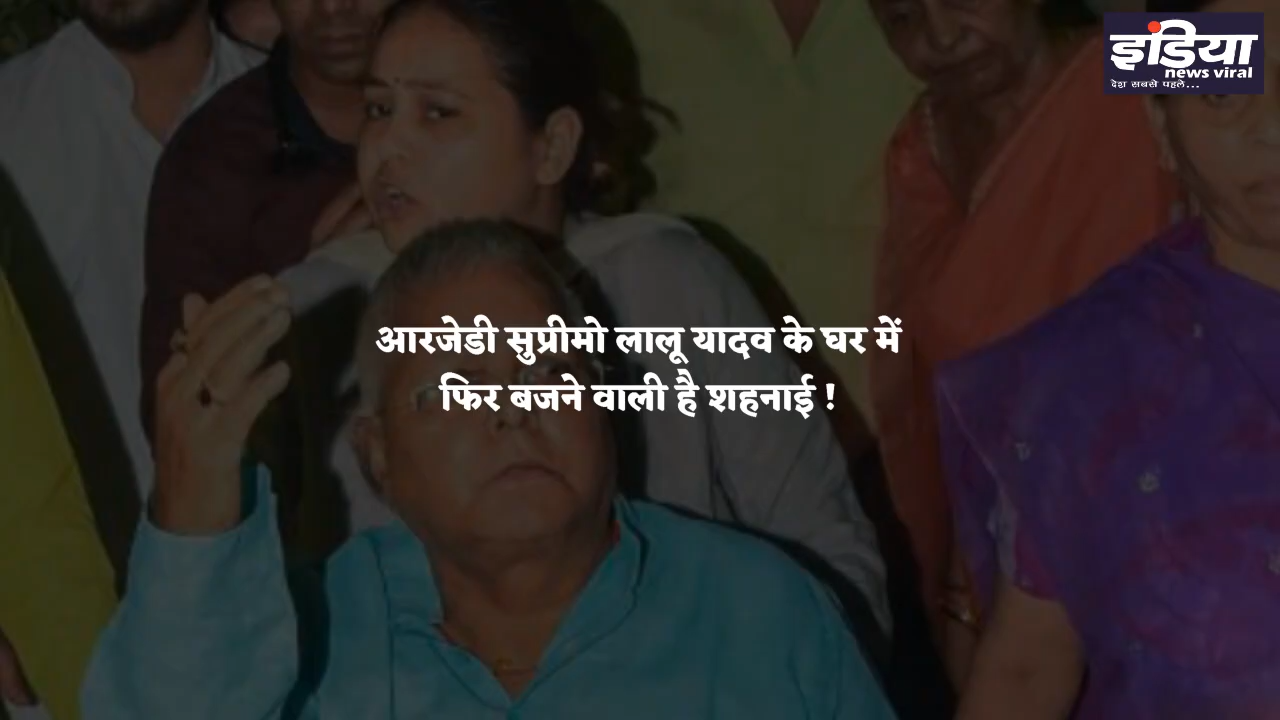 इंडिया
news viral
देश सबसे पहले...
आरजेडी सुप्रीमो लालू यादव के घर में
फिर बजने वाली है शहनाई !